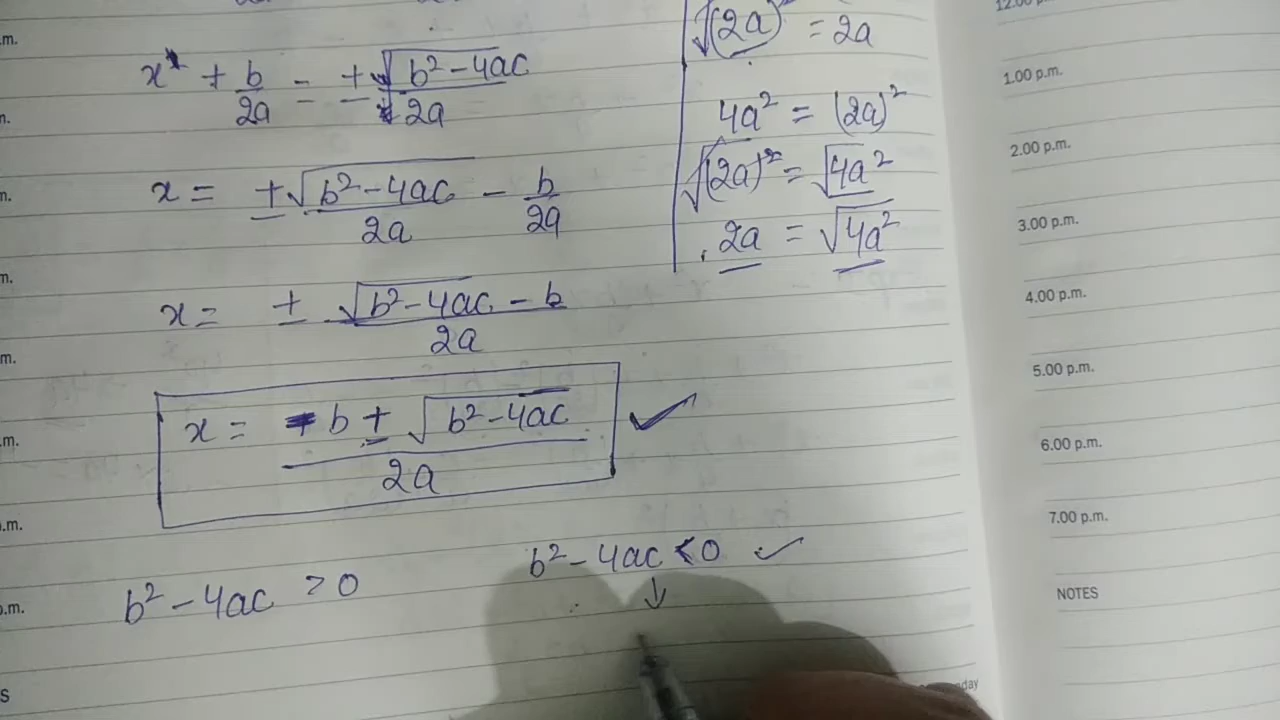 x + b/2a = ± √b² - 4ac / 2a
x = ± √b² - 4ac / 2a - b/2a
x = ± √b² - 4ac - b / 2a
x = - b ± √b² - 4ac / 2a ✓
b² - 4ac > 0
b² - 4ac < 0 ✓
↓
√(2a)² = 2a
4a² = (2a)²
√(2a)² = √4a²
2a = √4a²
1.00 p.m.
2.00 p.m.
3.00 p.m.
4.00 p.m.
5.00 p.m.
6.00 p.m.
7.00 p.m.
NOTES